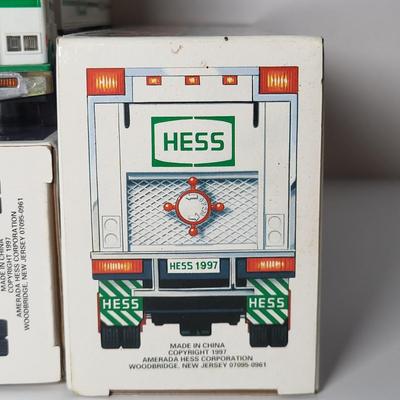 HESS
HESS 1997
HESS
HESS
MADE IN CHINA
COPYRIGHT 1997
AMERADA HESS CORPORATION
WOODBRIDGE, NEW JERSEY 07095-0961
MADE IN CHINA
COPYRIGHT 1997
AMERADA HESS CORPORATION
WOODBRIDGE, NEW JERSEY 07095-0961